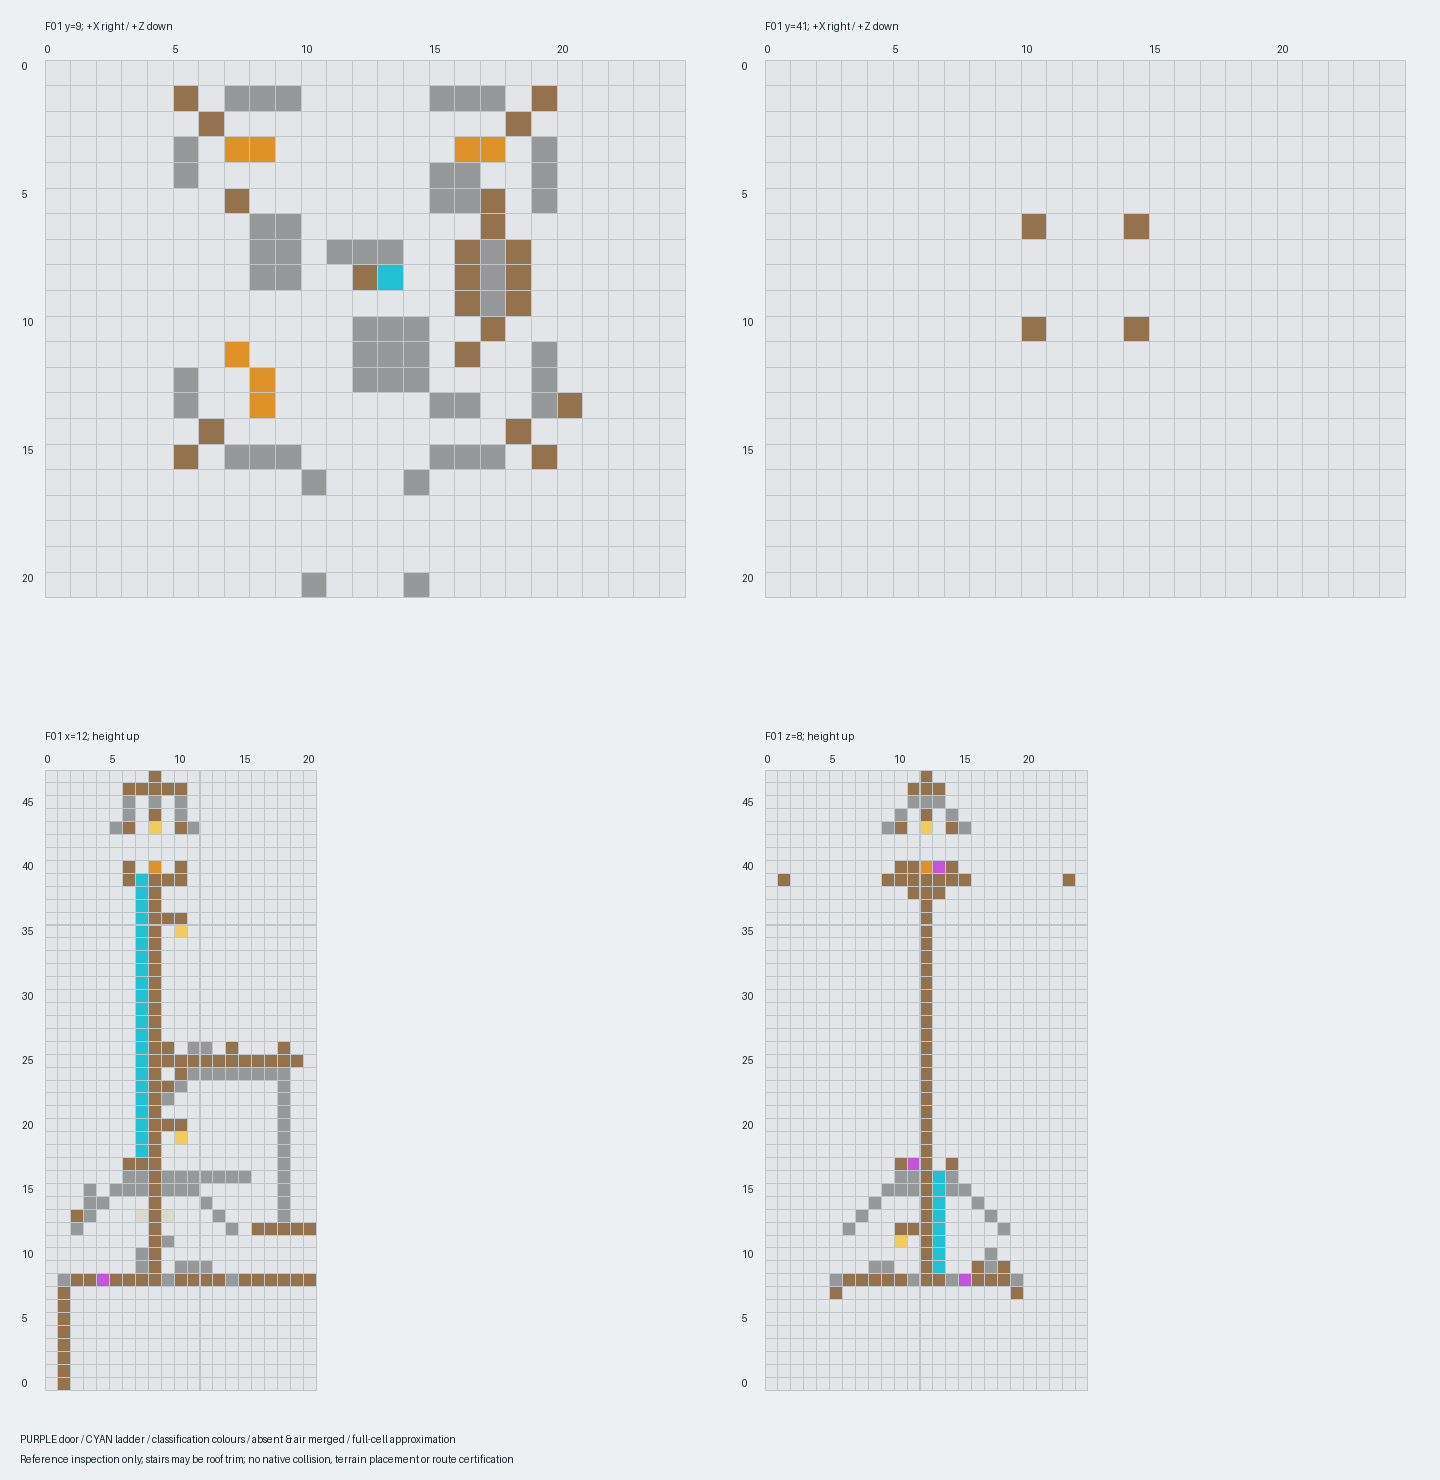 F01 y=9; +X right / +Z down
F01 y=41; +X right / +Z down
0 5 10 15 20
0 5 10 15 20
0 0
5 5
10 10
15 15
20 20
F01 x=12; height up
F01 z=8; height up
0 5 10 15 20
0 5 10 15 20
45 45
40 40
35 35
30 30
25 25
20 20
15 15
10 10
5 5
0 0
PURPLE door / CYAN ladder / classification colours / absent & air merged / full-cell approximation
Reference inspection only; stairs may be roof trim; no native collision, terrain placement or route certification